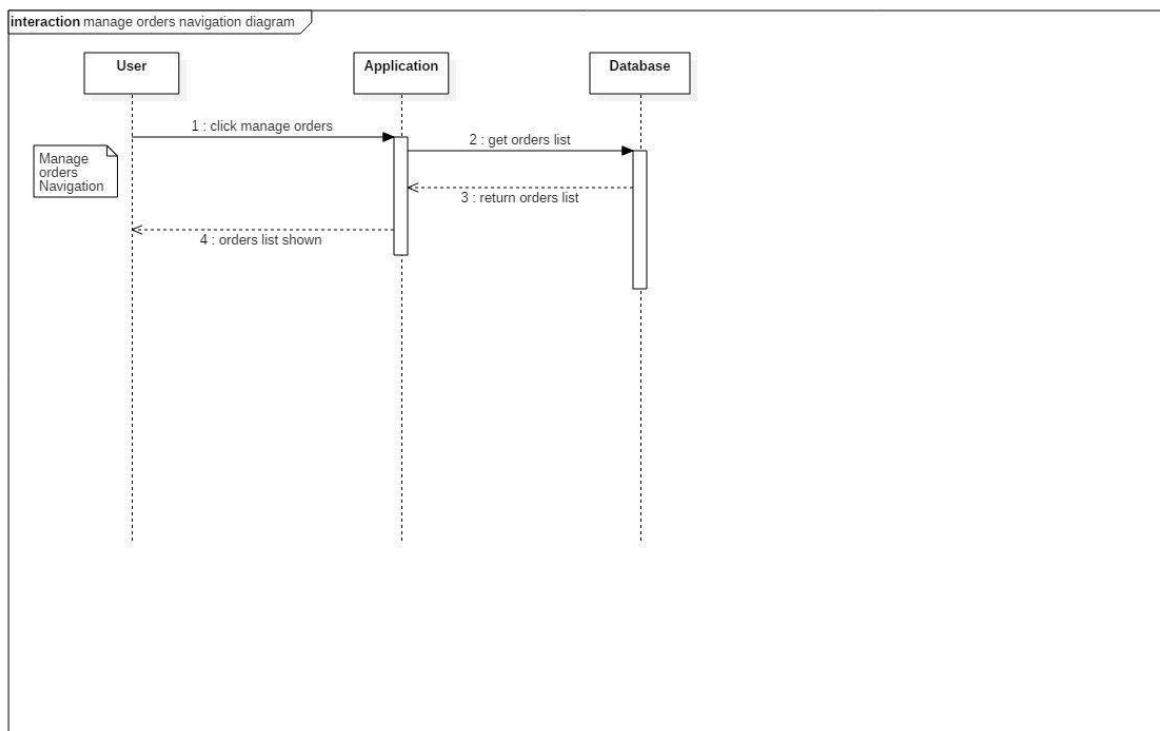 interaction manage orders navigation diagram
User
Application
Database
1 : click manage orders
2 : get orders list
Manage
orders
Navigation
3 : return orders list
4 : orders list shown